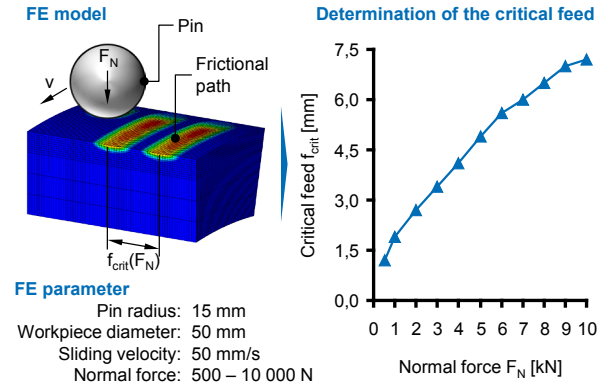 FE model
Pin
F_N
v
Frictional
path
f_crit(F_N)
FE parameter
Pin radius: 15 mm
Workpiece diameter: 50 mm
Sliding velocity: 50 mm/s
Normal force: 500 – 10 000 N
Determination of the critical feed
Critical feed f_crit [mm]
7,5
6,0
4,5
3,0
1,5
0,0
0 1 2 3 4 5 6 7 8 9 10
Normal force F_N [kN]